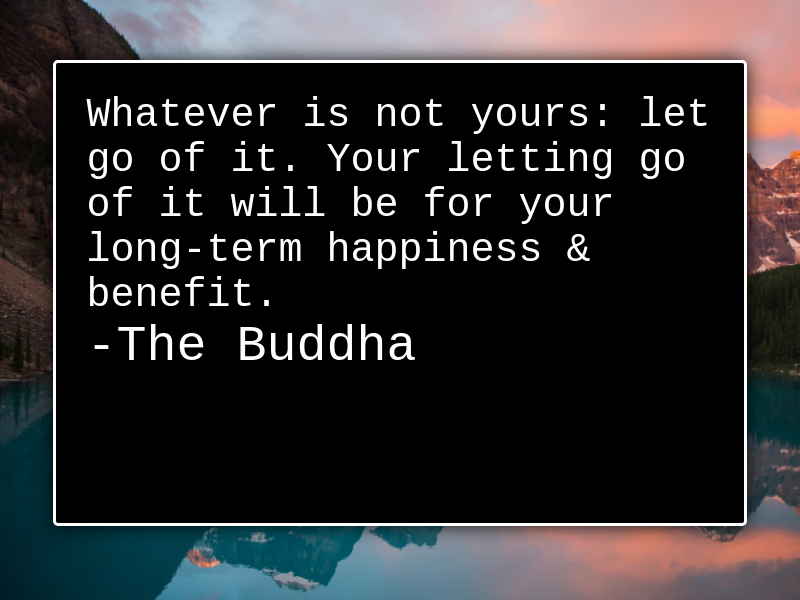 Whatever is not yours: let
go of it. Your letting go
of it will be for your
long-term happiness &
benefit.
-The Buddha